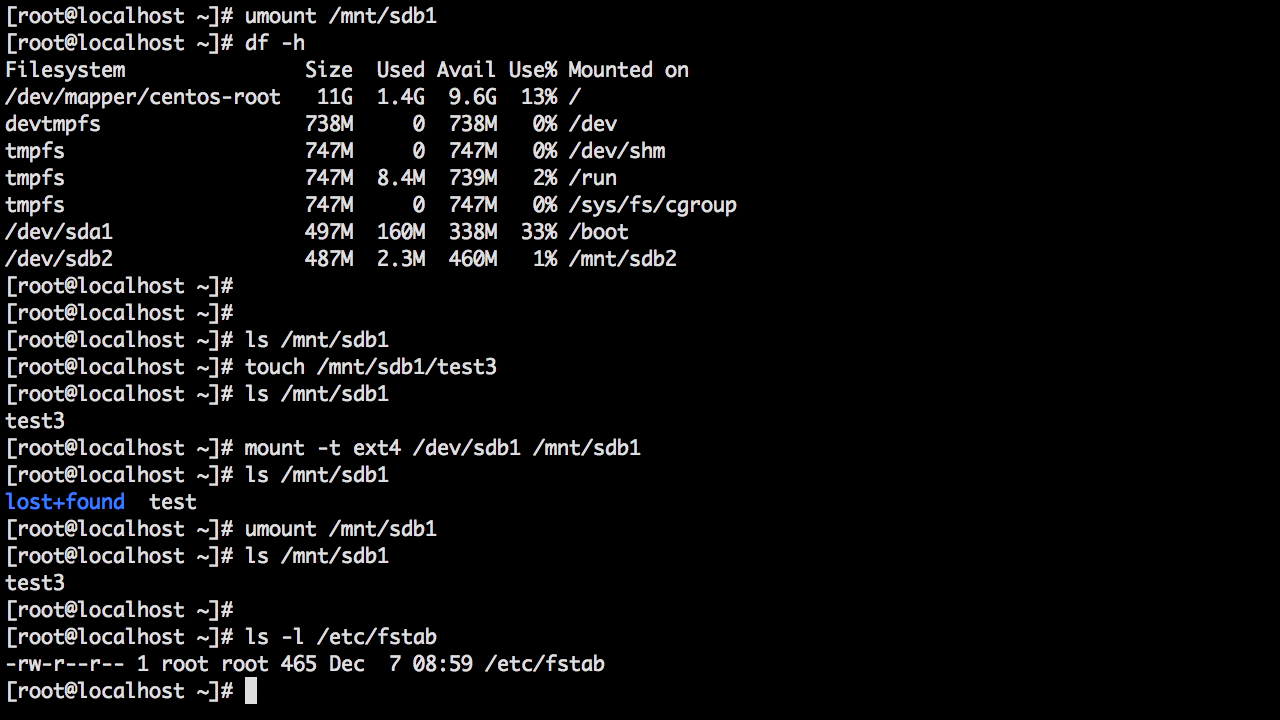 [root@localhost ~]# umount /mnt/sdb1
[root@localhost ~]# df -h
Filesystem               Size  Used Avail Use% Mounted on
/dev/mapper/centos-root   11G  1.4G  9.6G  13% /
devtmpfs                 738M     0  738M   0% /dev
tmpfs                    747M     0  747M   0% /dev/shm
tmpfs                    747M  8.4M  739M   2% /run
tmpfs                    747M     0  747M   0% /sys/fs/cgroup
/dev/sda1                497M  160M  338M  33% /boot
/dev/sdb2                487M  2.3M  460M   1% /mnt/sdb2
[root@localhost ~]#
[root@localhost ~]#
[root@localhost ~]# ls /mnt/sdb1
[root@localhost ~]# touch /mnt/sdb1/test3
[root@localhost ~]# ls /mnt/sdb1
test3
[root@localhost ~]# mount -t ext4 /dev/sdb1 /mnt/sdb1
[root@localhost ~]# ls /mnt/sdb1
lost+found  test
[root@localhost ~]# umount /mnt/sdb1
[root@localhost ~]# ls /mnt/sdb1
test3
[root@localhost ~]#
[root@localhost ~]# ls -l /etc/fstab
-rw-r--r-- 1 root root 465 Dec  7 08:59 /etc/fstab
[root@localhost ~]#